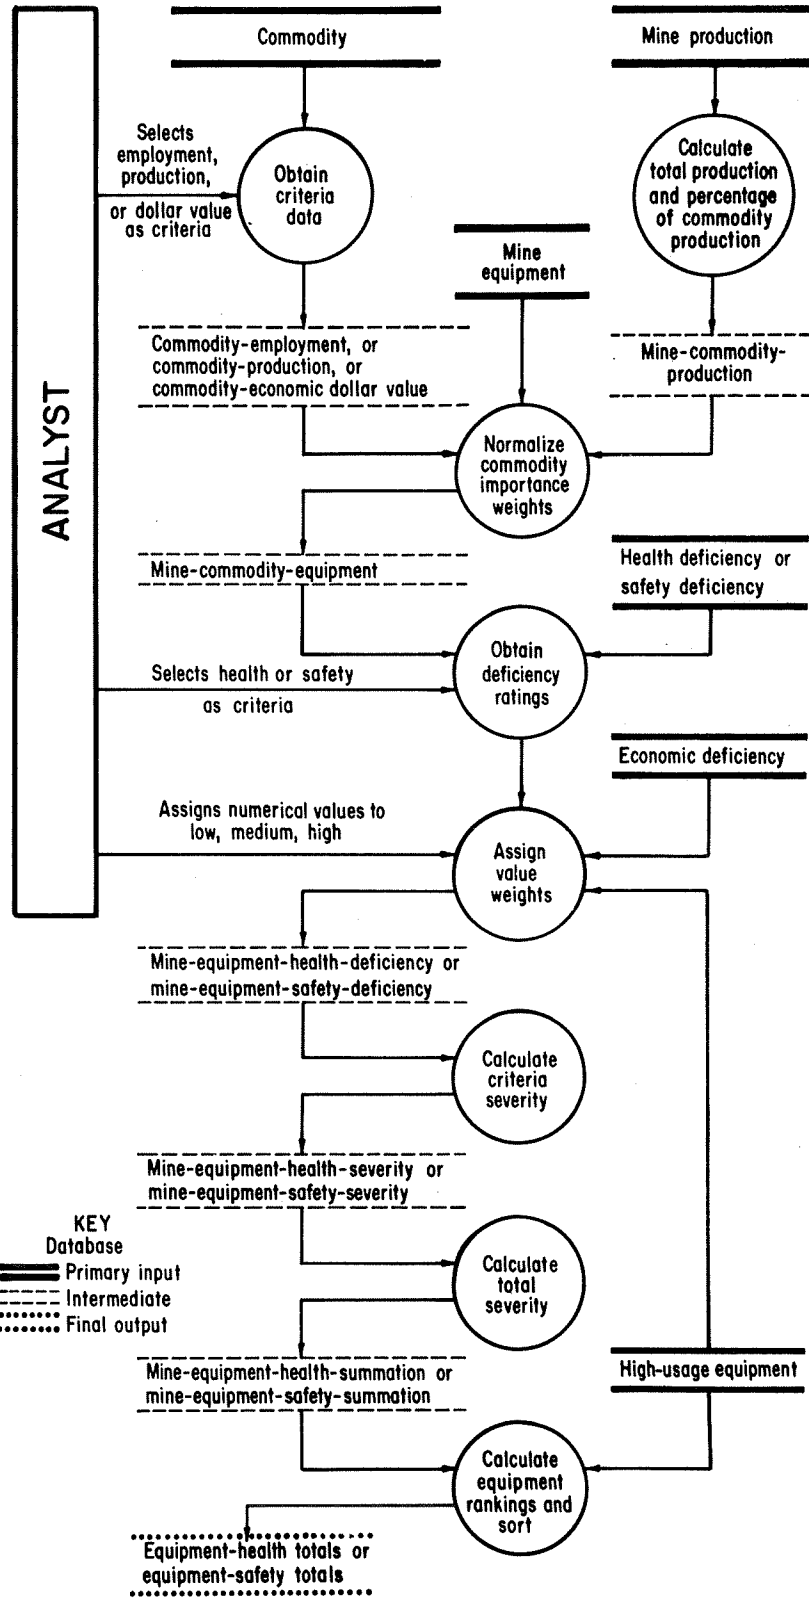 Commodity
Mine production
Selects
employment,
production,
or dollar value
as criteria
Obtain
criteria
data
Calculate
total production
and percentage
of commodity
production
Mine
equipment
ANALYST
Commodity-employment, or
commodity-production, or
commodity-economic dollar value
Mine-commodity-
production
Normalize
commodity
importance
weights
Mine-commodity-equipment
Health deficiency or
safety deficiency
Obtain
deficiency
ratings
Selects health or safety
as criteria
Economic deficiency
Assigns numerical values to
low, medium, high
Assign
value
weights
Mine-equipment-health-deficiency or
mine-equipment-safety-deficiency
Calculate
criteria
severity
Mine-equipment-health-severity or
mine-equipment-safety-severity
KEY
Database
Primary input
Intermediate
Final output
Calculate
total
severity
Mine-equipment-health-summation or
mine-equipment-safety-summation
High-usage equipment
Calculate
equipment
rankings and
sort
Equipment-health totals or
equipment-safety totals